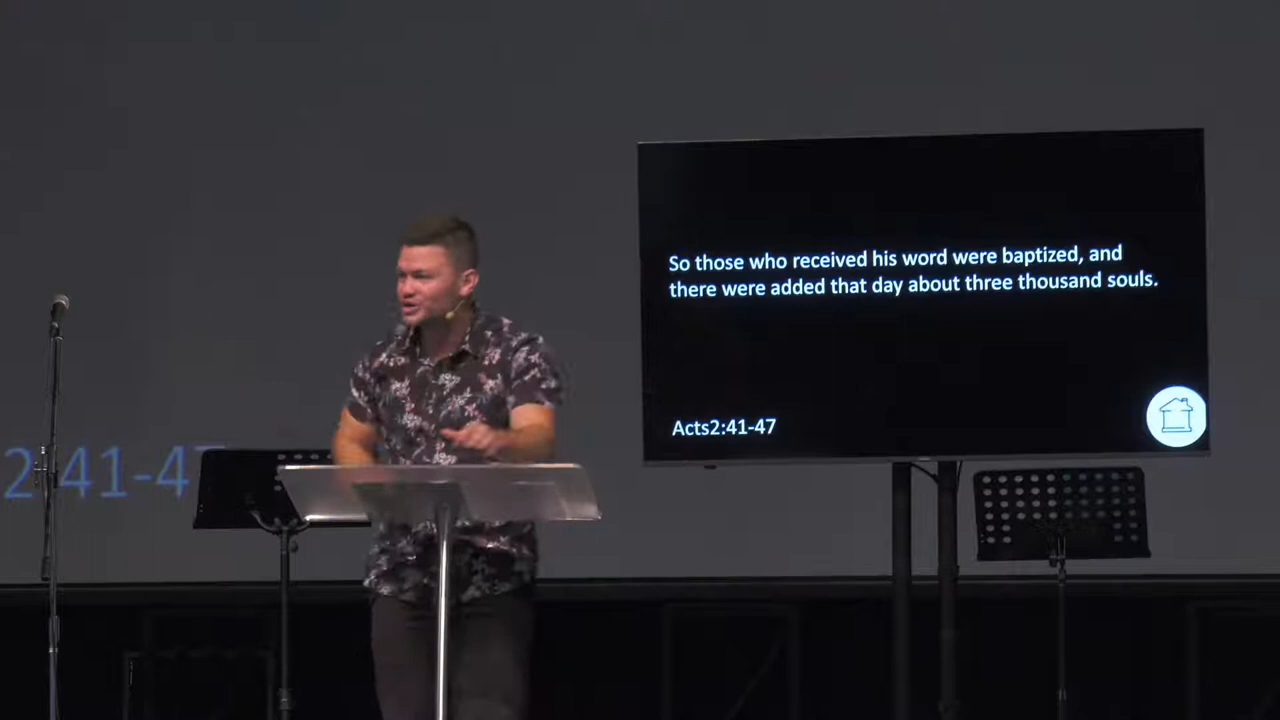 So those who received his word were baptized, and
there were added that day about three thousand souls.
Acts2:41-47
2:41-47